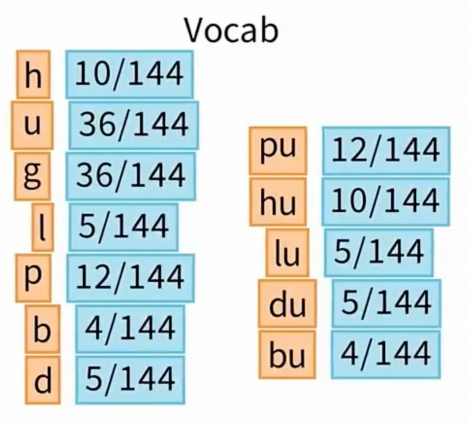 Vocab
h 10/144
u 36/144
g 36/144
l 5/144
p 12/144
b 4/144
d 5/144
pu 12/144
hu 10/144
lu 5/144
du 5/144
bu 4/144